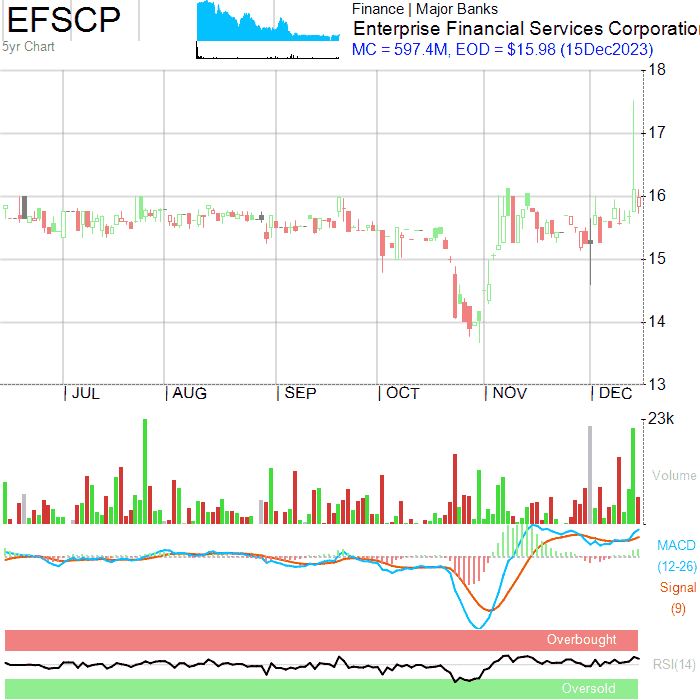 EFSCP
5yr Chart
Finance | Major Banks
Enterprise Financial Services Corporation
MC = 597.4M, EOD = $15.98 (15Dec2023)
18
17
16
15
14
13
JUL AUG SEP OCT NOV DEC
23k
Volume
MACD
(12-26)
Signal
(9)
Overbought
RSI(14)
Oversold